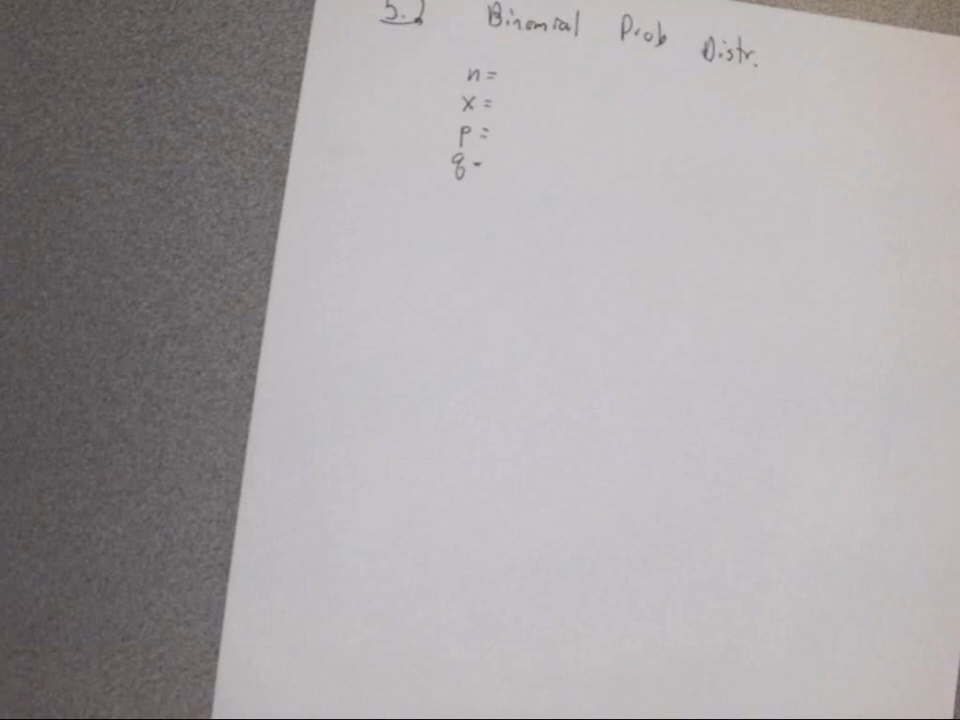 5.2 Binomial Prob Distr.
n =
x =
p =
q -